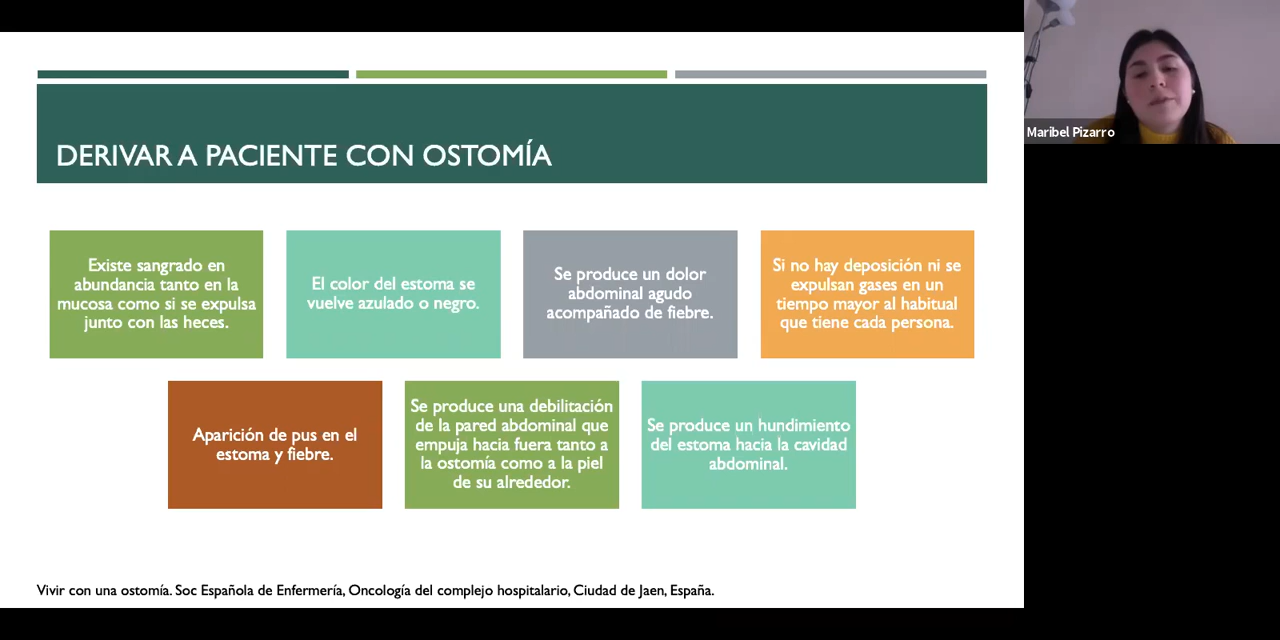 DERIVAR A PACIENTE CON OSTOMÍA
Existe sangrado en
abundancia tanto en la
mucosa como si se expulsa
junto con las heces.
El color del estoma se
vuelve azulado o negro.
Se produce un dolor
abdominal agudo
acompañado de fiebre.
Si no hay deposición ni se
expulsan gases en un
tiempo mayor al habitual
que tiene cada persona.
Aparición de pus en el
estoma y fiebre.
Se produce una debilitación
de la pared abdominal que
empuja hacia fuera tanto a
la ostomía como a la piel
de su alrededor.
Se produce un hundimiento
del estoma hacia la cavidad
abdominal.
Vivir con una ostomía. Soc Española de Enfermería, Oncología del complejo hospitalario, Ciudad de Jaen, España.
Maribel Pizarro